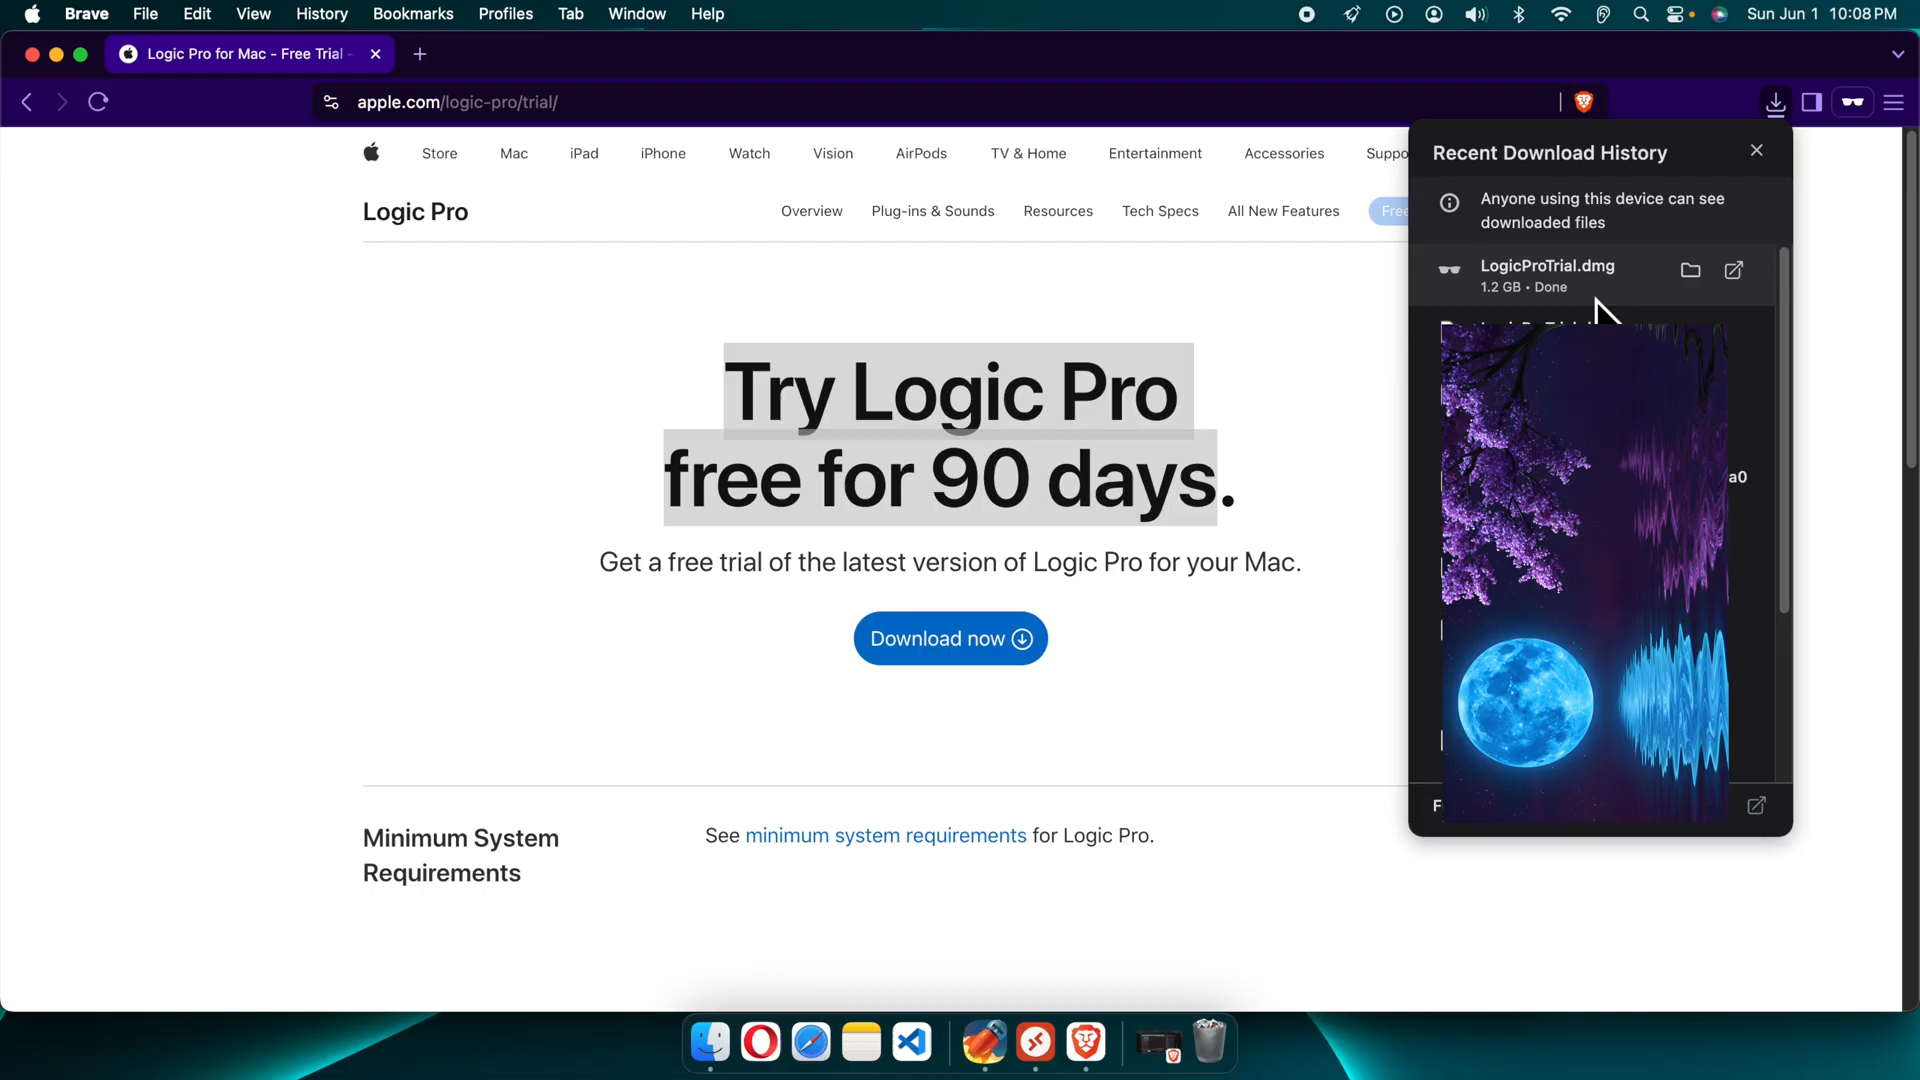 Brave File Edit View History Bookmarks Profiles Tab Window Help Sun Jun 1 10:08 PM
Logic Pro for Mac - Free Trial -
apple.com/logic-pro/trial/
Store Mac iPad iPhone Watch Vision AirPods TV & Home Entertainment Accessories Suppo
Logic Pro
Overview Plug-ins & Sounds Resources Tech Specs All New Features Free
Recent Download History
Anyone using this device can see
downloaded files
LogicProTrial.dmg
1.2 GB • Done
a0
Try Logic Pro
free for 90 days.
Get a free trial of the latest version of Logic Pro for your Mac.
Download now
Minimum System
Requirements
See minimum system requirements for Logic Pro.